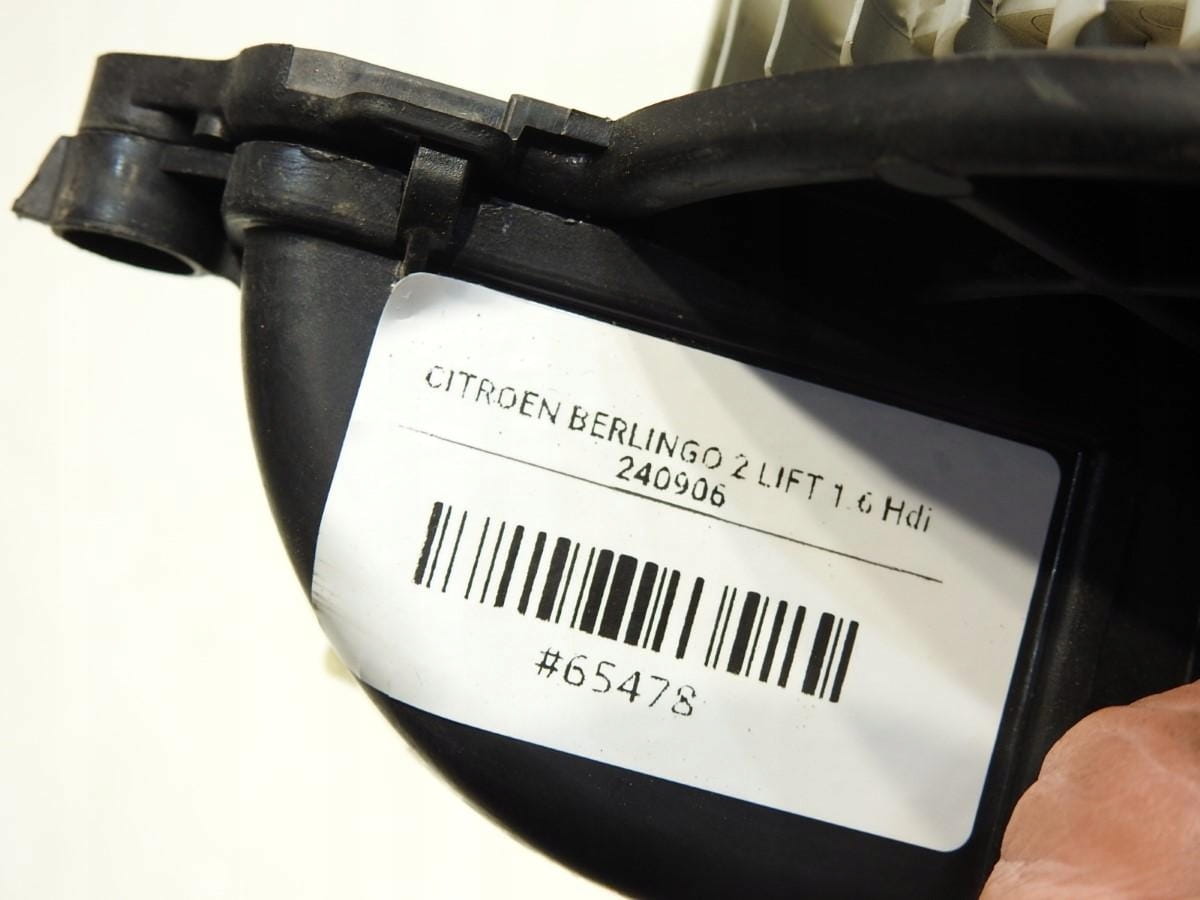 CITROEN BERLINGO 2 LIFT 1.6 Hdi
240906
#65478